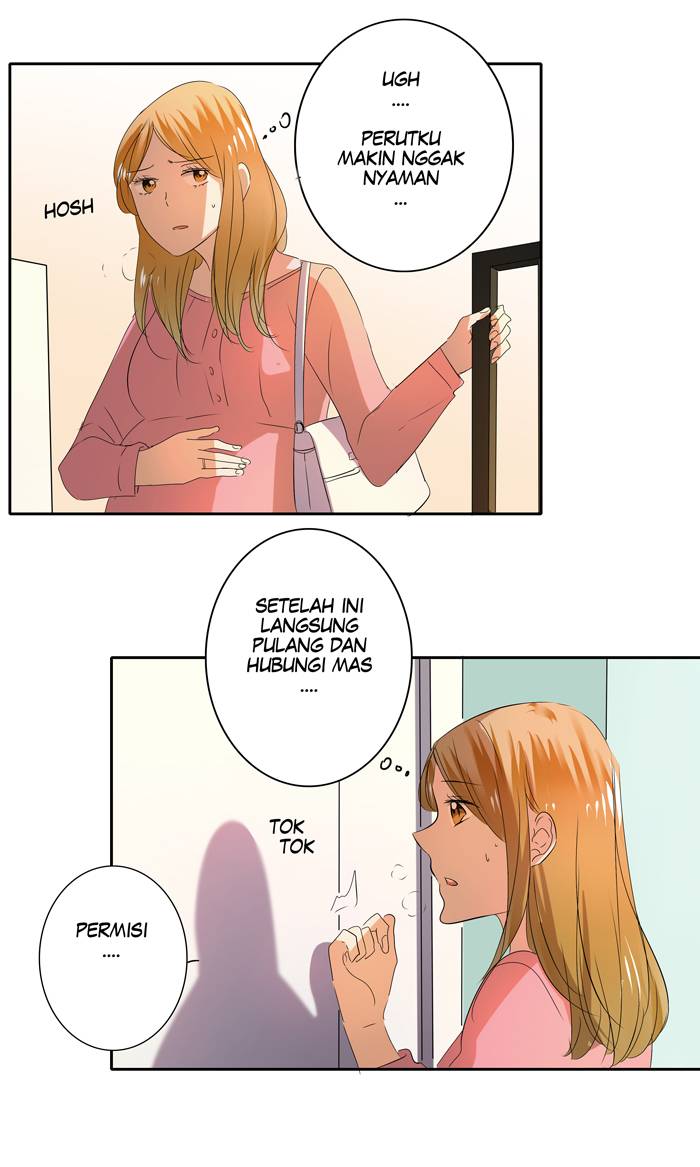 UGH
....
PERUTKU
MAKIN NGGAK
NYAMAN
...
HOSH
SETELAH INI
LANGSUNG
PULANG DAN
HUBUNGI MAS
....
TOK
TOK
PERMISI
....